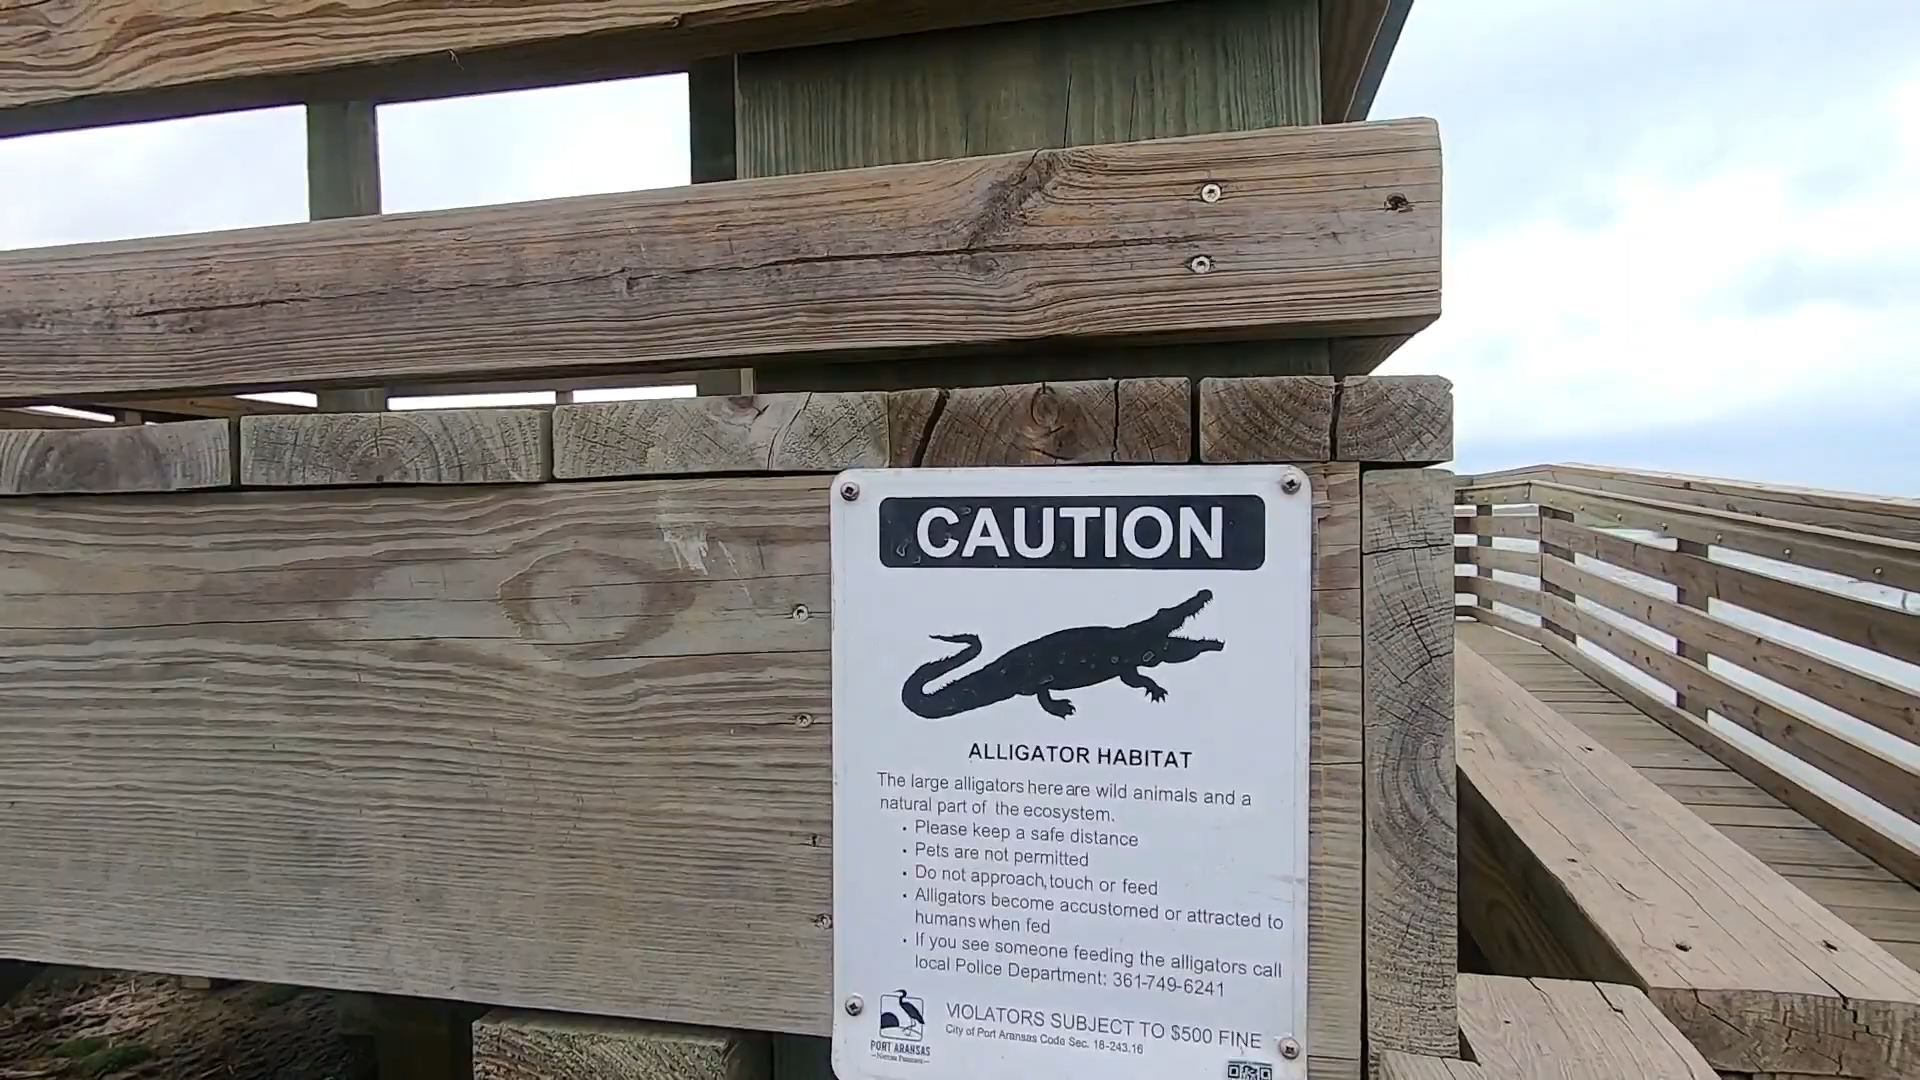 CAUTION
ALLIGATOR HABITAT
The large alligators here are wild animals and a
natural part of the ecosystem.
• Please keep a safe distance
• Pets are not permitted
• Do not approach, touch or feed
• Alligators become accustomed or attracted to
humans when fed
• If you see someone feeding the alligators call
local Police Department: 361-749-6241
VIOLATORS SUBJECT TO $500 FINE
City of Port Aransas Code Sec. 18-243.16
PORT ARANSAS